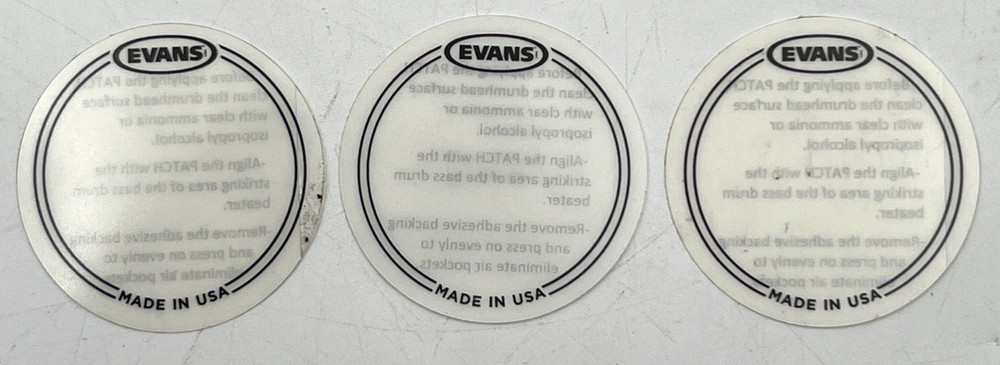 EVANS
-Before applying the PATCH
clean the drumhead surface
with clear ammonia or
isopropyl alcohol.
-Align the PATCH with the
striking area of the bass drum
beater.
-Remove the adhesive backing
and press on evenly to
eliminate air pockets
MADE IN USA
EVANS
-Before applying the PATCH
clean the drumhead surface
with clear ammonia or
isopropyl alcohol.
-Align the PATCH with the
striking area of the bass drum
beater.
-Remove the adhesive backing
and press on evenly to
eliminate air pockets
MADE IN USA
EVANS
-Before applying the PATCH
clean the drumhead surface
with clear ammonia or
isopropyl alcohol.
-Align the PATCH with the
striking area of the bass drum
beater.
-Remove the adhesive backing
and press on evenly to
eliminate air pockets
MADE IN USA